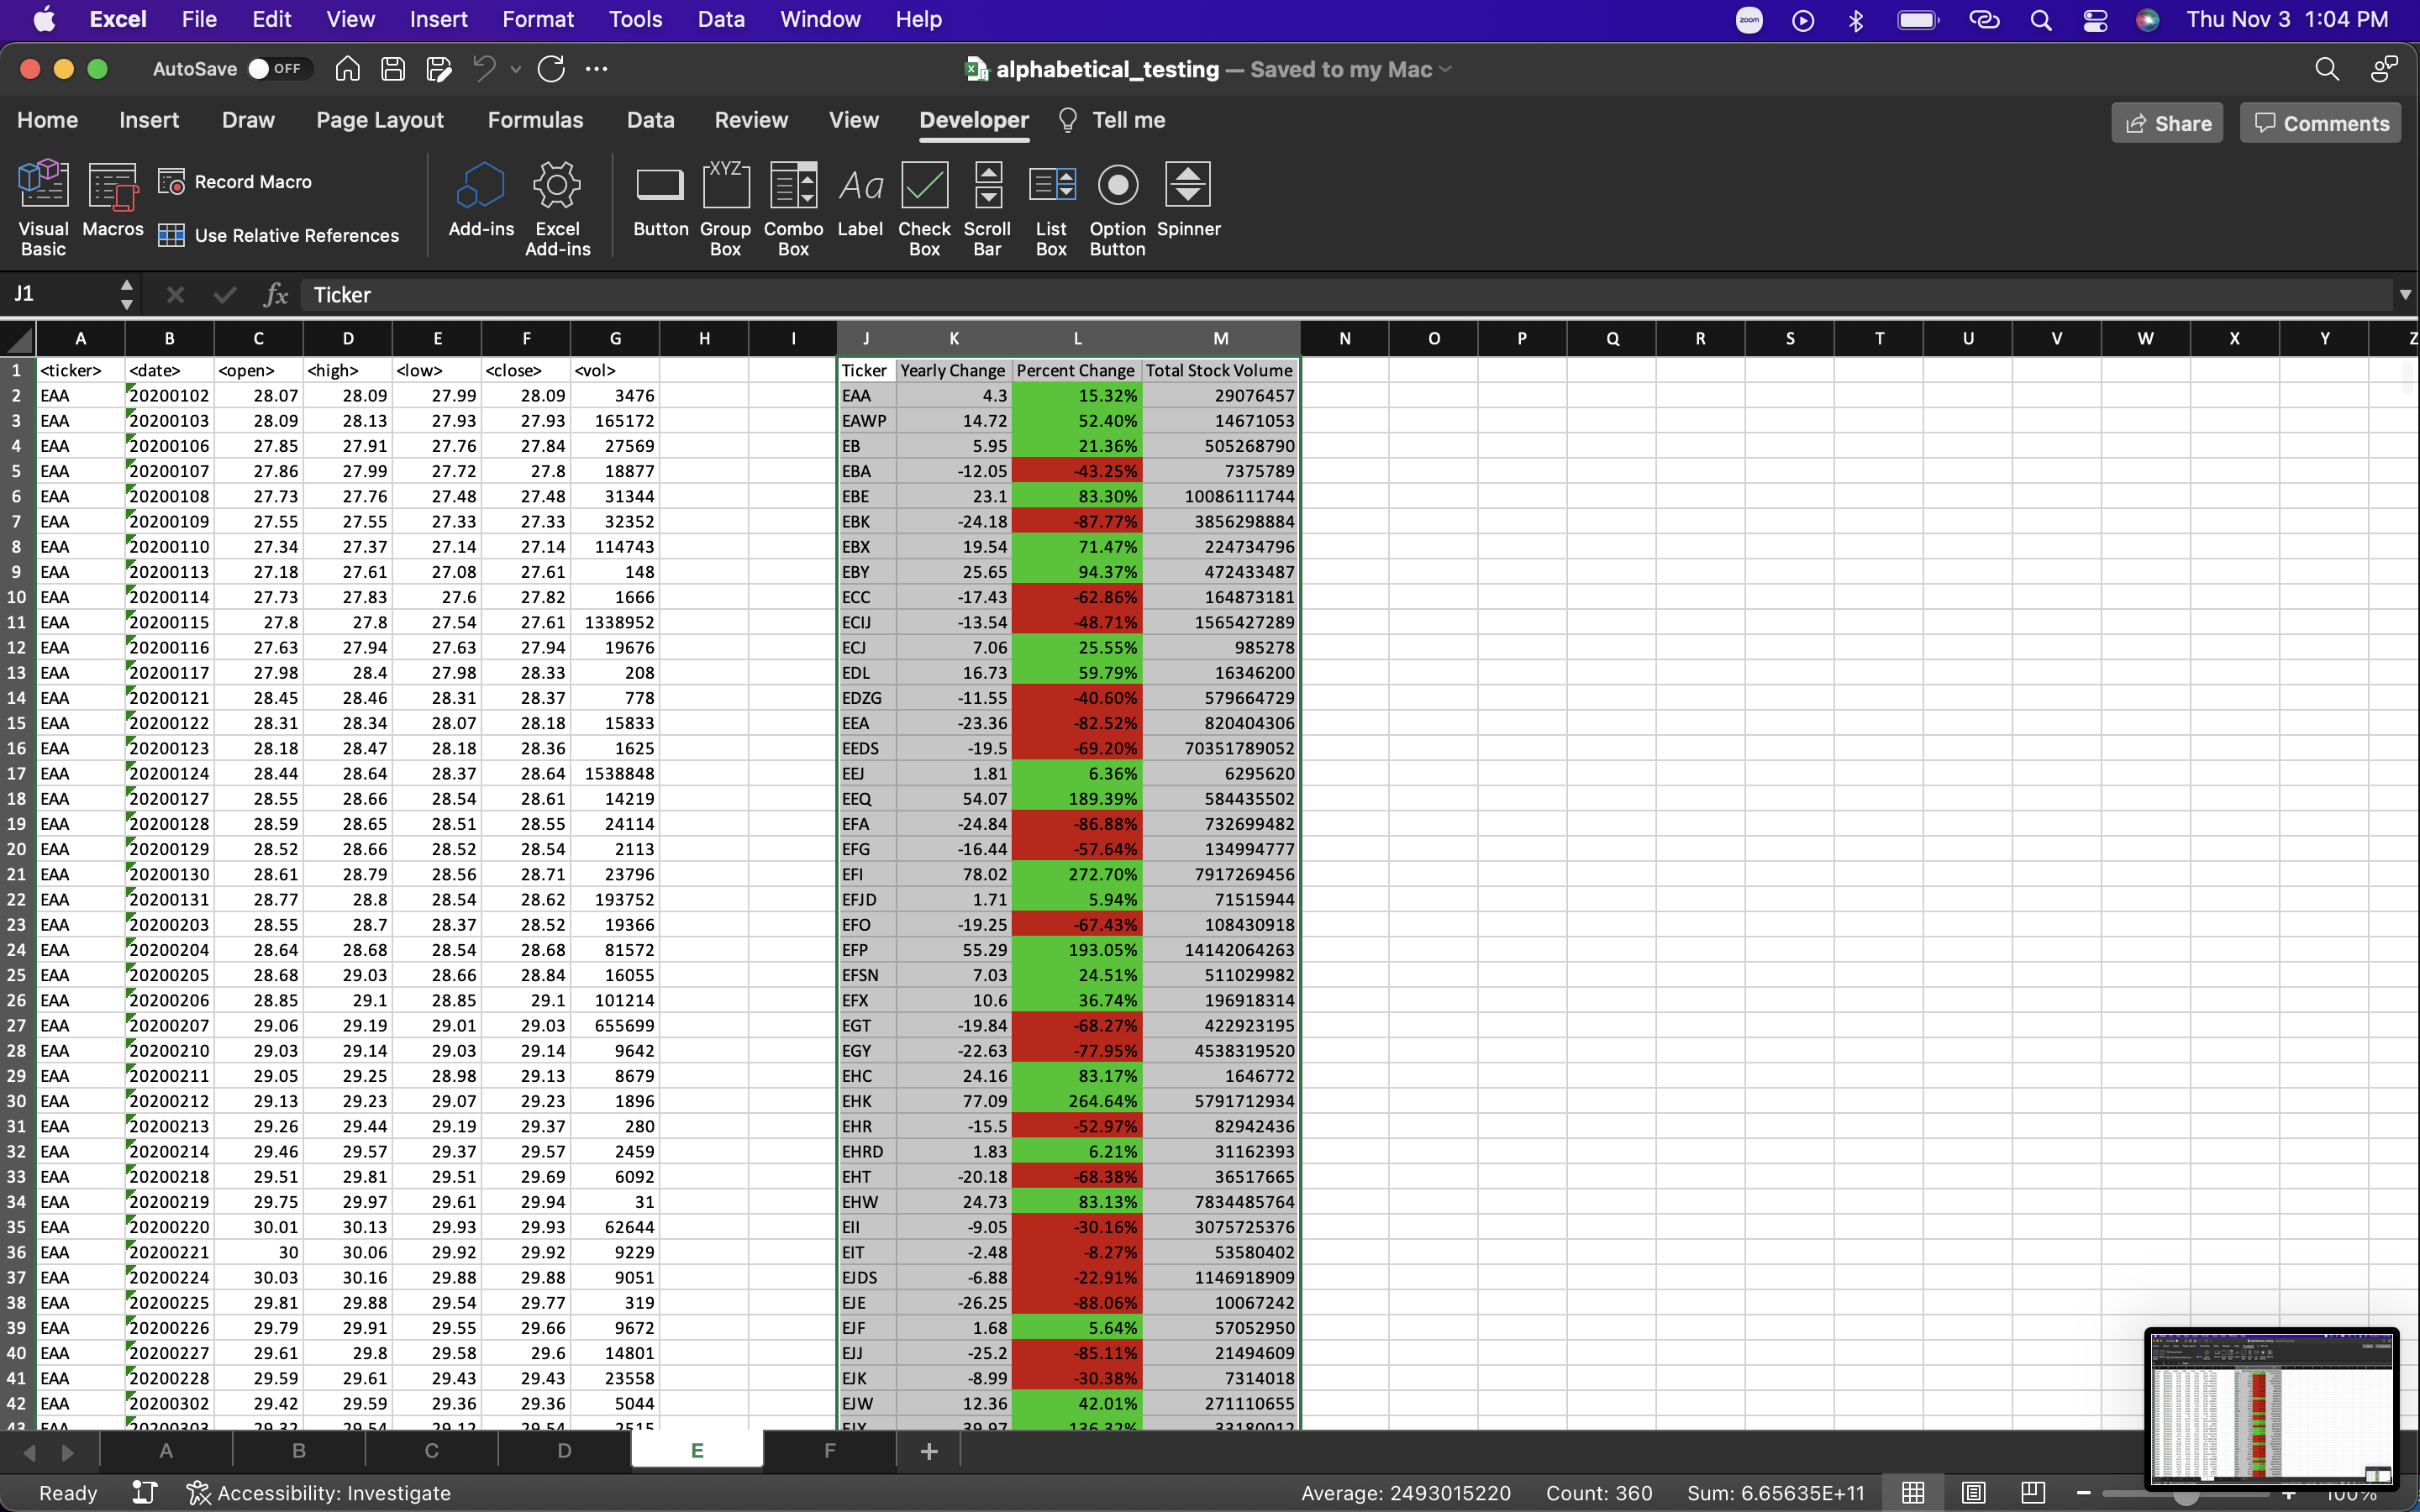 Excel File Edit View Insert Format Tools Data Window Help zoom Thu Nov 3 1:04 PM
AutoSave OFF alphabetical_testing — Saved to my Mac
Home Insert Draw Page Layout Formulas Data Review View Developer Tell me Share Comments
Visual Basic Macros Record Macro Use Relative References Add-ins Excel Add-ins Button XYZ Group Box Combo Box Aa Label Check Box Scroll Bar List Box Option Button Spinner
J1 fx Ticker
A B C D E F G H I J K L M N O P Q R S T U V W X Y Z
1 <ticker> <date> <open> <high> <low> <close> <vol> Ticker Yearly Change Percent Change Total Stock Volume
2 EAA 20200102 28.07 28.09 27.99 28.09 3476 EAA 4.3 15.32% 29076457
3 EAA 20200103 28.09 28.13 27.93 27.93 165172 EAWP 14.72 52.40% 14671053
4 EAA 20200106 27.85 27.91 27.76 27.84 27569 EB 5.95 21.36% 505268790
5 EAA 20200107 27.86 27.99 27.72 27.8 18877 EBA -12.05 -43.25% 7375789
6 EAA 20200108 27.73 27.76 27.48 27.48 31344 EBE 23.1 83.30% 10086111744
7 EAA 20200109 27.55 27.55 27.33 27.33 32352 EBK -24.18 -87.77% 3856298884
8 EAA 20200110 27.34 27.37 27.14 27.14 114743 EBX 19.54 71.47% 224734796
9 EAA 20200113 27.18 27.61 27.08 27.61 148 EBY 25.65 94.37% 472433487
10 EAA 20200114 27.73 27.83 27.6 27.82 1666 ECC -17.43 -62.86% 164873181
11 EAA 20200115 27.8 27.8 27.54 27.61 1338952 ECIJ -13.54 -48.71% 1565427289
12 EAA 20200116 27.63 27.94 27.63 27.94 19676 ECJ 7.06 25.55% 985278
13 EAA 20200117 27.98 28.4 27.98 28.33 208 EDL 16.73 59.79% 16346200
14 EAA 20200121 28.45 28.46 28.31 28.37 778 EDZG -11.55 -40.60% 579664729
15 EAA 20200122 28.31 28.34 28.07 28.18 15833 EEA -23.36 -82.52% 820404306
16 EAA 20200123 28.18 28.47 28.18 28.36 1625 EEDS -19.5 -69.20% 70351789052
17 EAA 20200124 28.44 28.64 28.37 28.64 1538848 EEJ 1.81 6.36% 6295620
18 EAA 20200127 28.55 28.66 28.54 28.61 14219 EEQ 54.07 189.39% 584435502
19 EAA 20200128 28.59 28.65 28.51 28.55 24114 EFA -24.84 -86.88% 732699482
20 EAA 20200129 28.52 28.66 28.52 28.54 2113 EFG -16.44 -57.64% 134994777
21 EAA 20200130 28.61 28.79 28.56 28.71 23796 EFI 78.02 272.70% 7917269456
22 EAA 20200131 28.77 28.8 28.54 28.62 193752 EFJD 1.71 5.94% 71515944
23 EAA 20200203 28.55 28.7 28.37 28.52 19366 EFO -19.25 -67.43% 108430918
24 EAA 20200204 28.64 28.68 28.54 28.68 81572 EFP 55.29 193.05% 14142064263
25 EAA 20200205 28.68 29.03 28.66 28.84 16055 EFSN 7.03 24.51% 511029982
26 EAA 20200206 28.85 29.1 28.85 29.1 101214 EFX 10.6 36.74% 196918314
27 EAA 20200207 29.06 29.19 29.01 29.03 655699 EGT -19.84 -68.27% 422923195
28 EAA 20200210 29.03 29.14 29.03 29.14 9642 EGY -22.63 -77.95% 4538319520
29 EAA 20200211 29.05 29.25 28.98 29.13 8679 EHC 24.16 83.17% 1646772
30 EAA 20200212 29.13 29.23 29.07 29.23 1896 EHK 77.09 264.64% 5791712934
31 EAA 20200213 29.26 29.44 29.19 29.37 280 EHR -15.5 -52.97% 82942436
32 EAA 20200214 29.46 29.57 29.37 29.57 2459 EHRD 1.83 6.21% 31162393
33 EAA 20200218 29.51 29.81 29.51 29.69 6092 EHT -20.18 -68.38% 36517665
34 EAA 20200219 29.75 29.97 29.61 29.94 31 EHW 24.73 83.13% 7834485764
35 EAA 20200220 30.01 30.13 29.93 29.93 62644 EII -9.05 -30.16% 3075725376
36 EAA 20200221 30 30.06 29.92 29.92 9229 EIT -2.48 -8.27% 53580402
37 EAA 20200224 30.03 30.16 29.88 29.88 9051 EJDS -6.88 -22.91% 1146918909
38 EAA 20200225 29.81 29.88 29.54 29.77 319 EJE -26.25 -88.06% 10067242
39 EAA 20200226 29.79 29.91 29.55 29.66 9672 EJF 1.68 5.64% 57052950
40 EAA 20200227 29.61 29.8 29.58 29.6 14801 EJJ -25.2 -85.11% 21494609
41 EAA 20200228 29.59 29.61 29.43 29.43 23558 EJK -8.99 -30.38% 7314018
42 EAA 20200302 29.42 29.59 29.36 29.36 5044 EJW 12.36 42.01% 271110655
43 EAA 20200303 29.32 29.54 29.12 29.54 2515 EJX 39.97 136.32% 33180012
A B C D E F +
Ready Accessibility: Investigate Average: 2493015220 Count: 360 Sum: 6.65635E+11 100%